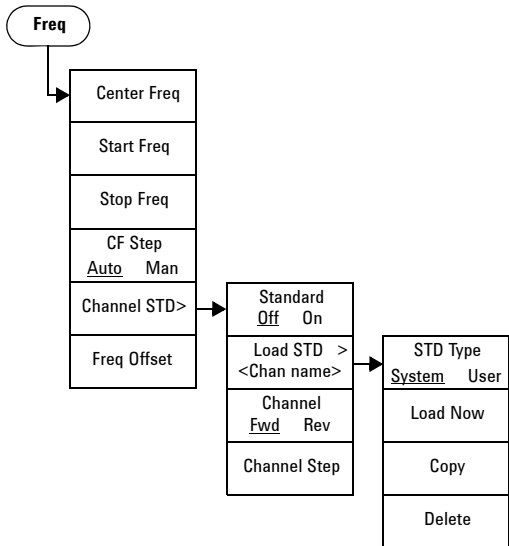 Freq
Center Freq
Start Freq
Stop Freq
CF Step
Auto Man
Channel STD>
Freq Offset
Standard
Off On
Load STD >
<Chan name>
Channel
Fwd Rev
Channel Step
STD Type
System User
Load Now
Copy
Delete